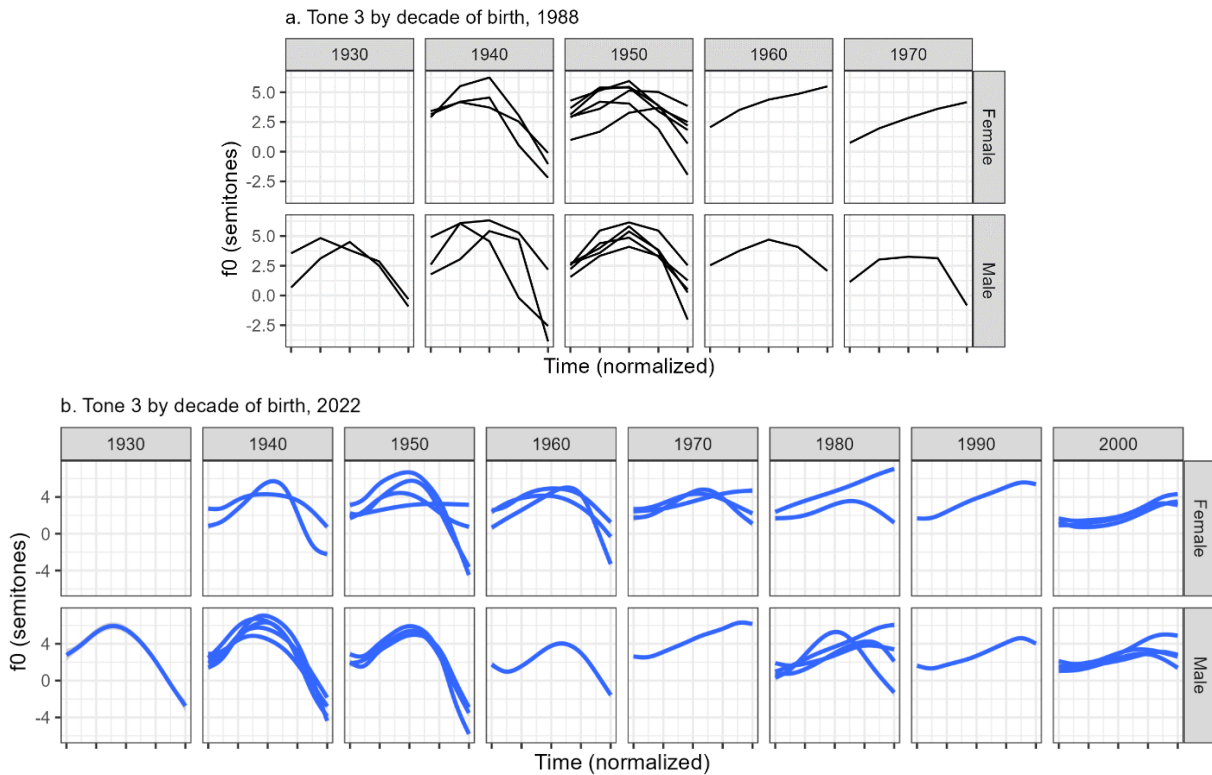 a. Tone 3 by decade of birth, 1988
1930 1940 1950 1960 1970
5.0
2.5
0.0
-2.5
Female
5.0
2.5
0.0
-2.5
Male
f0 (semitones)
Time (normalized)
b. Tone 3 by decade of birth, 2022
1930 1940 1950 1960 1970 1980 1990 2000
4
0
-4
Female
4
0
-4
Male
f0 (semitones)
Time (normalized)